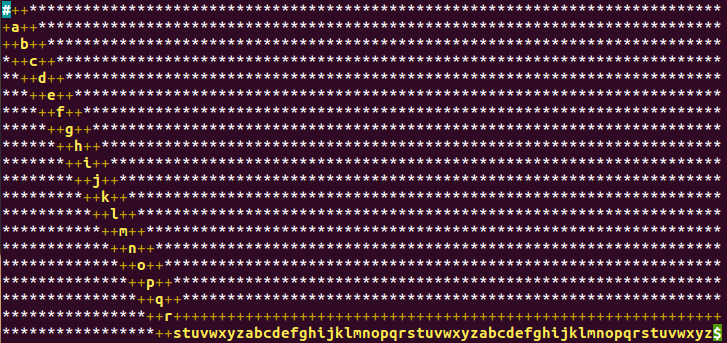 #++*****************************************************************************
+a++****************************************************************************
++b++***************************************************************************
*++c++**************************************************************************
**++d++*************************************************************************
***++e++************************************************************************
****++f++***********************************************************************
*****++g++**********************************************************************
******++h++*********************************************************************
*******++i++********************************************************************
********++j++*******************************************************************
*********++k++******************************************************************
**********++l++*****************************************************************
***********++m++****************************************************************
************++n++***************************************************************
*************++o++**************************************************************
**************++p++*************************************************************
***************++q++************************************************************
****************++r+++++++++++++++++++++++++++++++++++++++++++++++++++++++++++++
*****************++stuvwxyzabcdefghijklmnopqrstuvwxyzabcdefghijklmnopqrstuvwxyz$